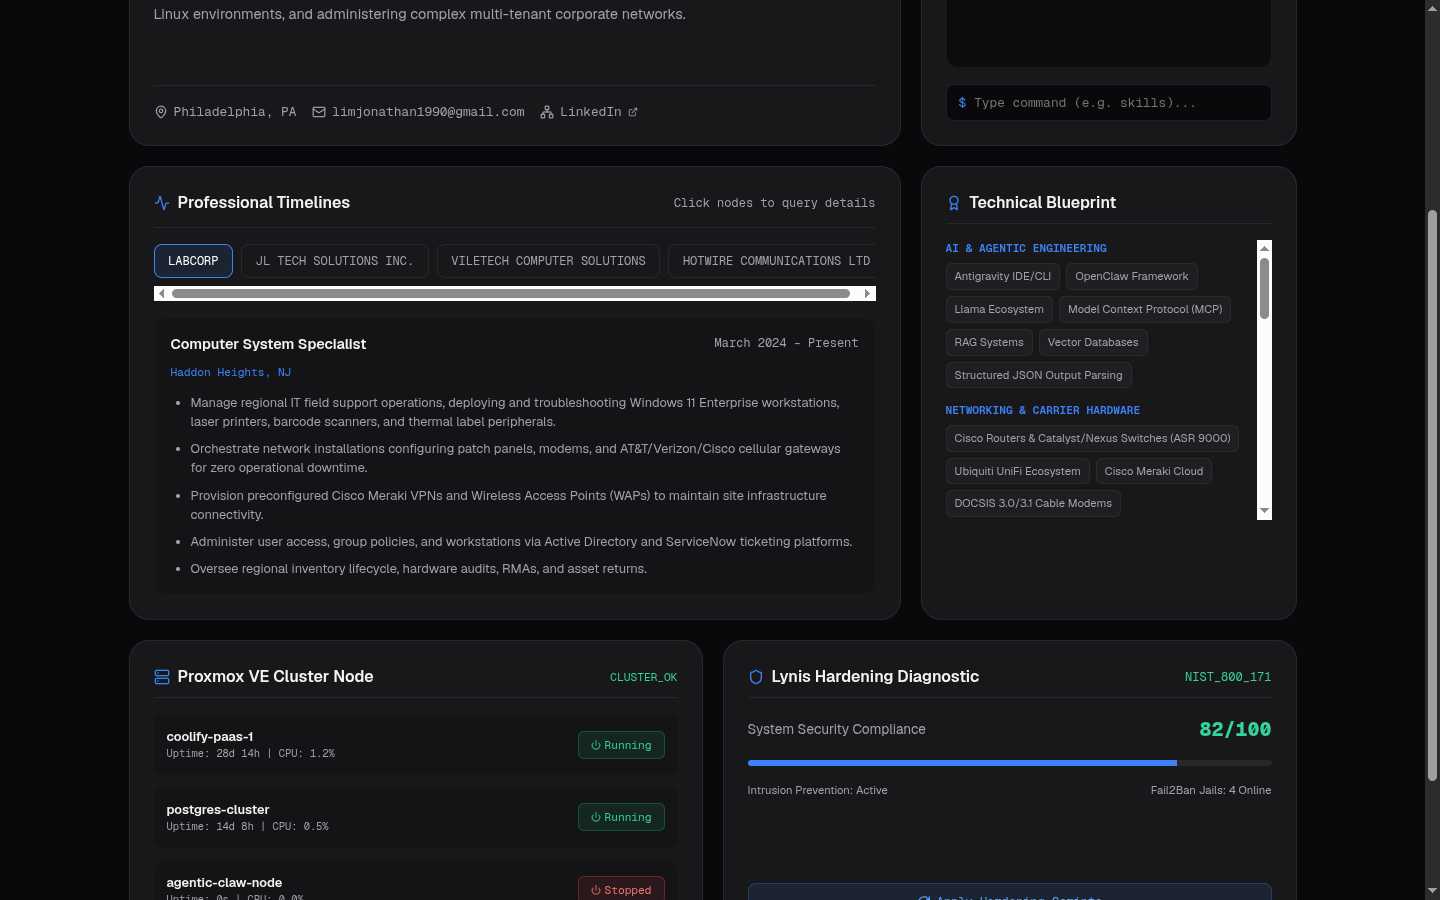 Linux environments, and administering complex multi-tenant corporate networks.
Philadelphia, PA limjonathan1990@gmail.com LinkedIn
$ Type command (e.g. skills)...
Professional Timelines
Click nodes to query details
LABCORP
JL TECH SOLUTIONS INC.
VILETECH COMPUTER SOLUTIONS
HOTWIRE COMMUNICATIONS LTD
Computer System Specialist
March 2024 – Present
Haddon Heights, NJ
• Manage regional IT field support operations, deploying and troubleshooting Windows 11 Enterprise workstations,
laser printers, barcode scanners, and thermal label peripherals.
• Orchestrate network installations configuring patch panels, modems, and AT&T/Verizon/Cisco cellular gateways
for zero operational downtime.
• Provision preconfigured Cisco Meraki VPNs and Wireless Access Points (WAPs) to maintain site infrastructure
connectivity.
• Administer user access, group policies, and workstations via Active Directory and ServiceNow ticketing platforms.
• Oversee regional inventory lifecycle, hardware audits, RMAs, and asset returns.
Technical Blueprint
AI & AGENTIC ENGINEERING
Antigravity IDE/CLI
OpenClaw Framework
Llama Ecosystem
Model Context Protocol (MCP)
RAG Systems
Vector Databases
Structured JSON Output Parsing
NETWORKING & CARRIER HARDWARE
Cisco Routers & Catalyst/Nexus Switches (ASR 9000)
Ubiquiti UniFi Ecosystem
Cisco Meraki Cloud
DOCSIS 3.0/3.1 Cable Modems
Proxmox VE Cluster Node
CLUSTER_OK
coolify-paas-1
Uptime: 28d 14h | CPU: 1.2%
Running
postgres-cluster
Uptime: 14d 8h | CPU: 0.5%
Running
agentic-claw-node
Uptime: 0s | CPU: 0.0%
Stopped
Lynis Hardening Diagnostic
NIST_800_171
System Security Compliance
82/100
Intrusion Prevention: Active
Fail2Ban Jails: 4 Online